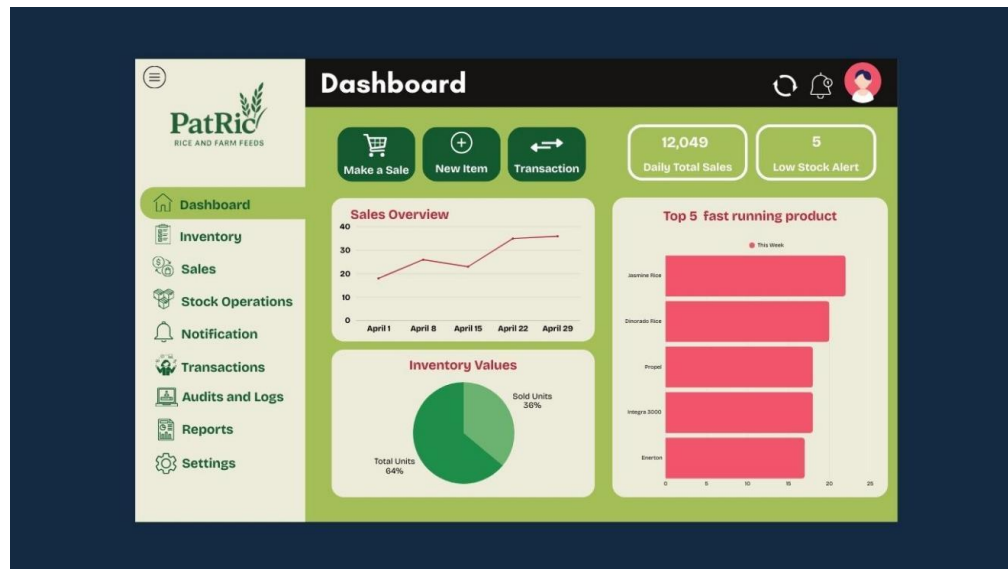 PatRic
RICE AND FARM FEEDS
Dashboard
Inventory
Sales
Stock Operations
Notification
Transactions
Audits and Logs
Reports
Settings
Dashboard
Make a Sale
New Item
Transaction
12,049
Daily Total Sales
5
Low Stock Alert
Sales Overview
40
30
20
10
0
April 1 April 8 April 15 April 22 April 29
Inventory Values
Sold Units
36%
Total Units
64%
Top 5 fast running product
This Week
Jasmine Rice
Dinorado Rice
Propel
Integra 3000
Enerton
0 5 10 15 20 25